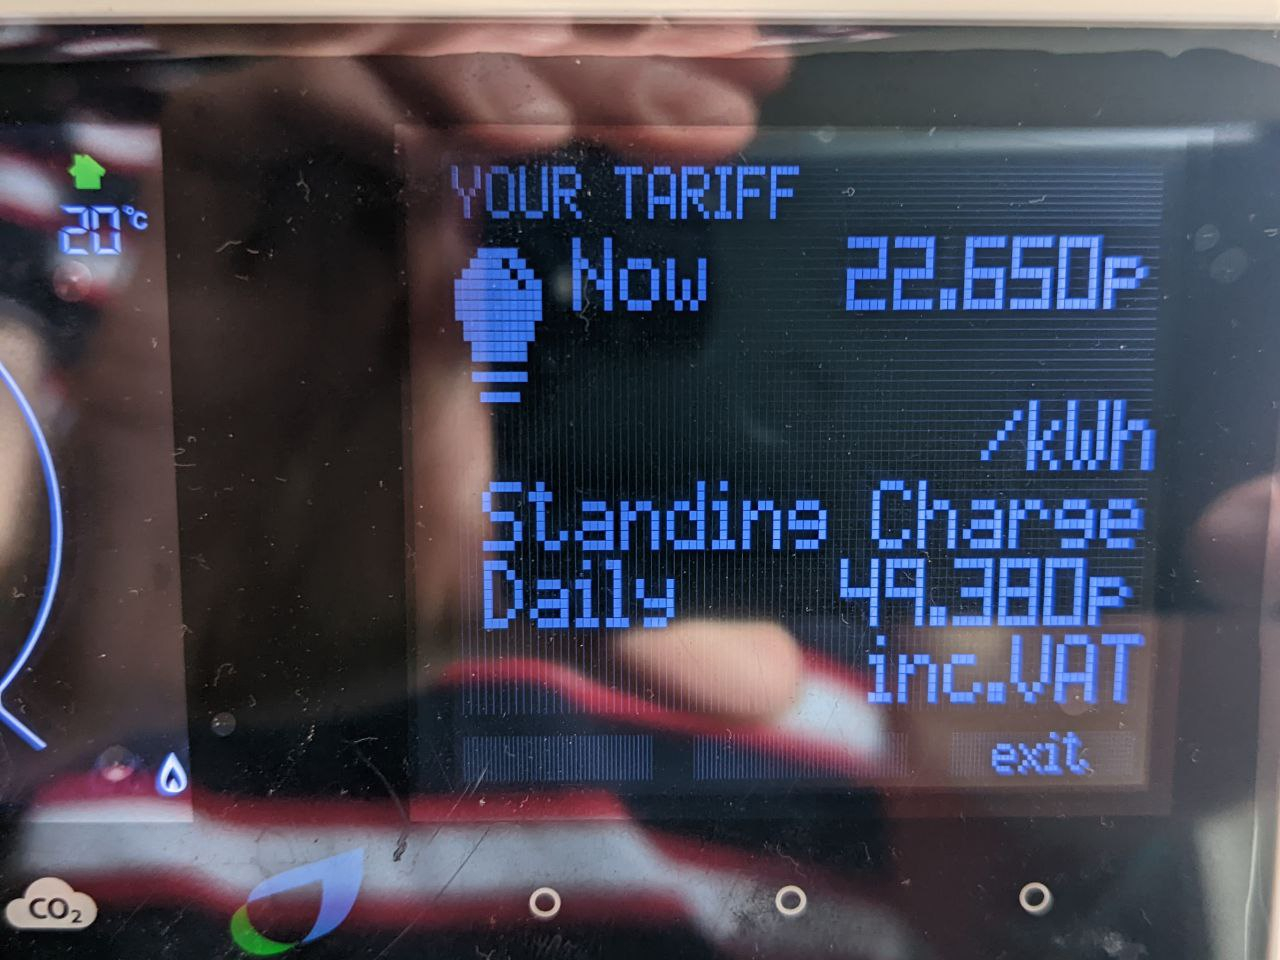 YOUR TARIFF
Now 22.650p
/kWh
Standing Charge
Daily 49.380p
inc.VAT
exit
20°C
CO₂